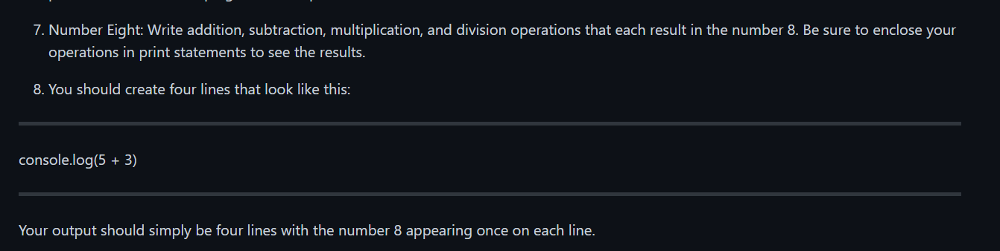 7. Number Eight: Write addition, subtraction, multiplication, and division operations that each result in the number 8. Be sure to enclose your
operations in print statements to see the results.
8. You should create four lines that look like this:
console.log(5 + 3)
Your output should simply be four lines with the number 8 appearing once on each line.